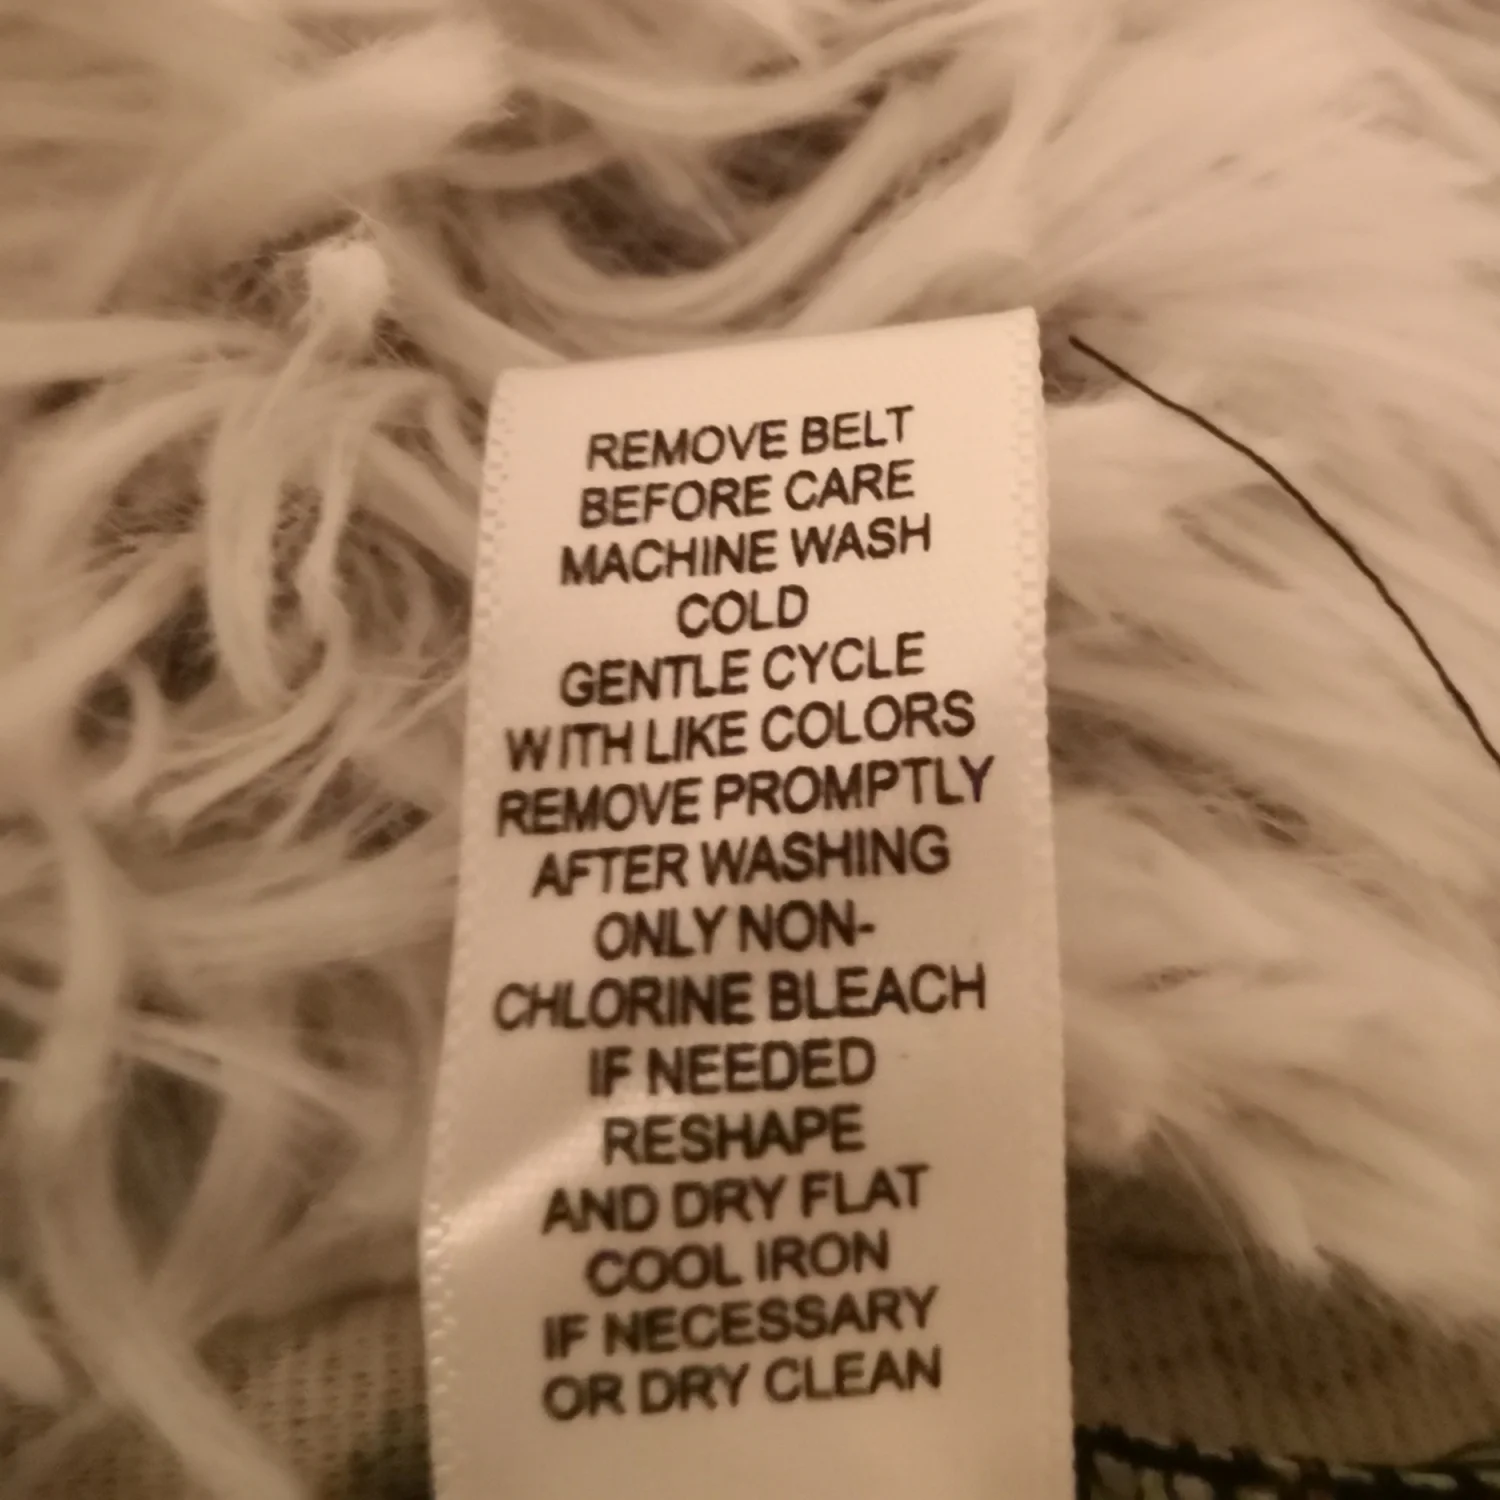 REMOVE BELT
BEFORE CARE
MACHINE WASH
COLD
GENTLE CYCLE
WITH LIKE COLORS
REMOVE PROMPTLY
AFTER WASHING
ONLY NON-
CHLORINE BLEACH
IF NEEDED
RESHAPE
AND DRY FLAT
COOL IRON
IF NECESSARY
OR DRY CLEAN